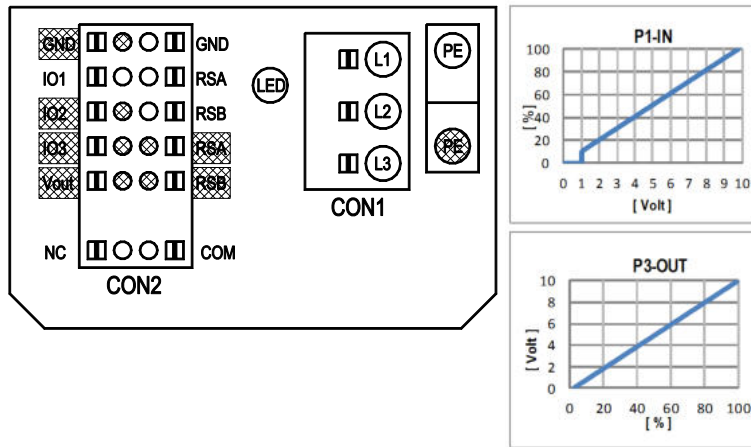 GND GND
IO1 RSA
IO2 RSB
IO3 RSA
Vout RSB
NC COM
CON2
LED
L1
L2
L3
CON1
PE
PE
P1-IN
[%]
100
80
60
40
20
0
0 1 2 3 4 5 6 7 8 9 10
[ Volt ]
P3-OUT
[ Volt ]
10
8
6
4
2
0
0 20 40 60 80 100
[ % ]